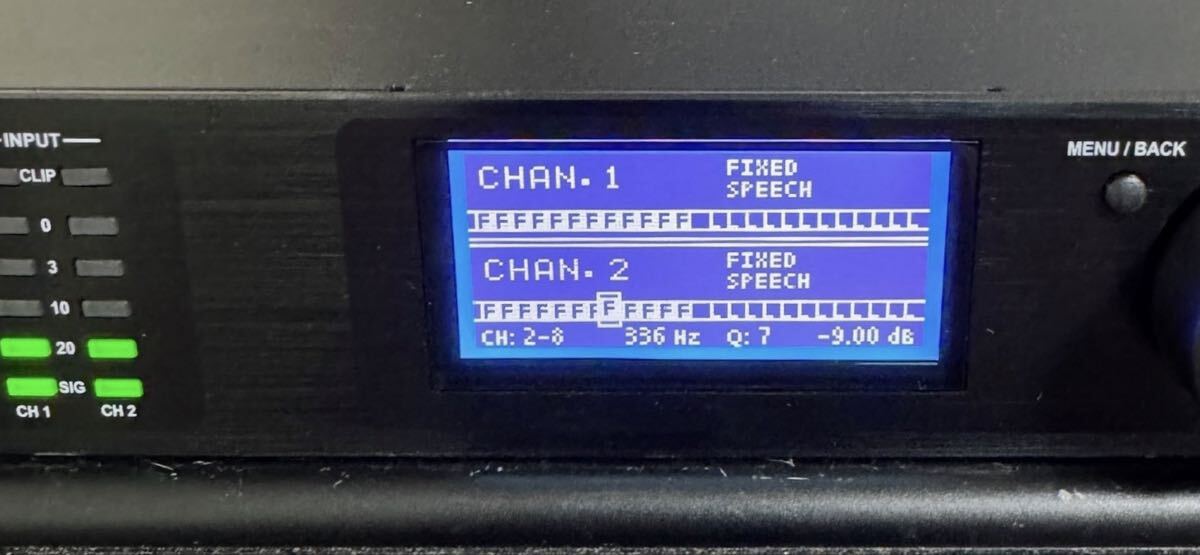 INPUT
CLIP
0
3
10
20
SIG
CH 1 CH 2
CHAN. 1 FIXED SPEECH
FFFFFFFFFFFFLLLLLLLLLLLL
CHAN. 2 FIXED SPEECH
FFFFFFFFFFFFLLLLLLLLLLLL
CH: 2-8 336 Hz Q: 7 -9.00 dB
MENU / BACK